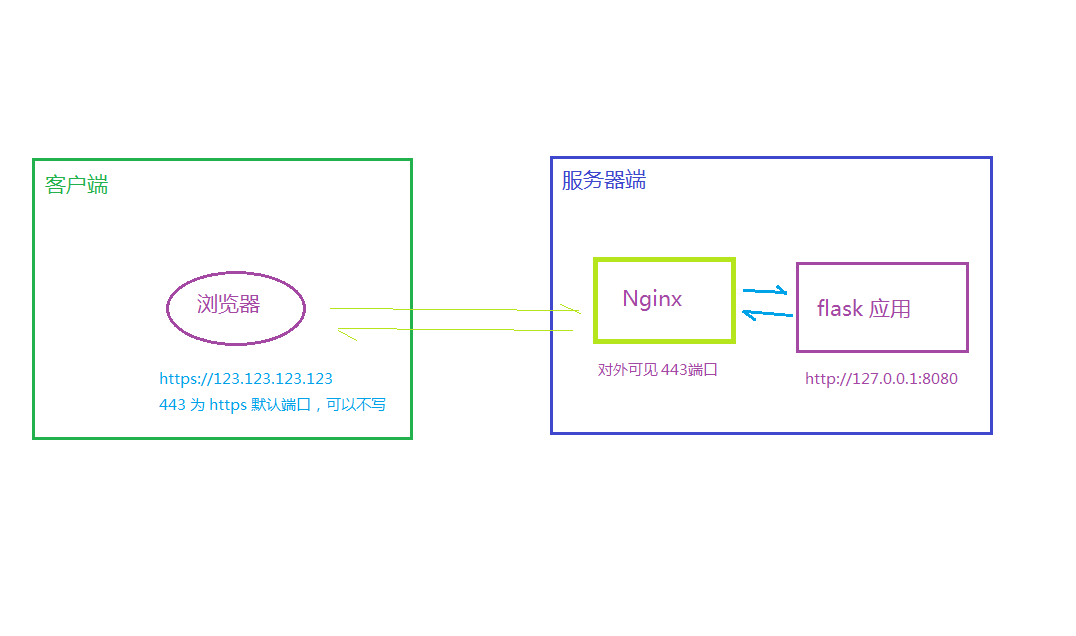 客户端
浏览器
https://123.123.123.123
443 为 https 默认端口，可以不写
服务器端
Nginx
对外可见 443端口
flask 应用
http://127.0.0.1:8080